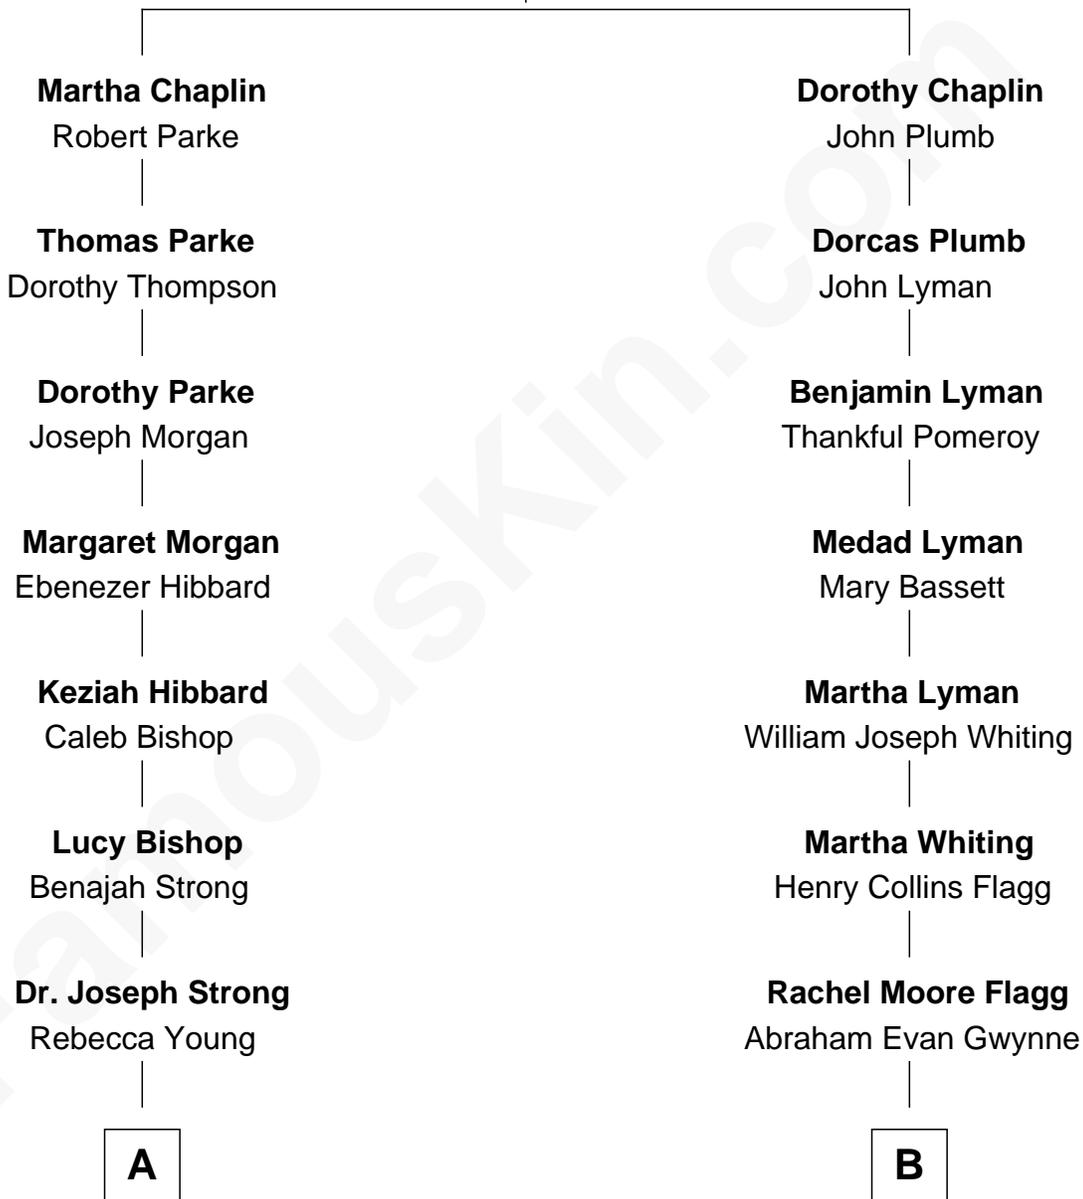 Martha Chaplin
Robert Parke
Dorothy Chaplin
John Plumb
Thomas Parke
Dorothy Thompson
Dorcas Plumb
John Lyman
Dorothy Parke
Joseph Morgan
Benjamin Lyman
Thankful Pomeroy
Margaret Morgan
Ebenezer Hibbard
Medad Lyman
Mary Bassett
Keziah Hibbard
Caleb Bishop
Martha Lyman
William Joseph Whiting
Lucy Bishop
Benajah Strong
Martha Whiting
Henry Collins Flagg
Dr. Joseph Strong
Rebecca Young
Rachel Moore Flagg
Abraham Evan Gwynne
A
B
FamousKin.com